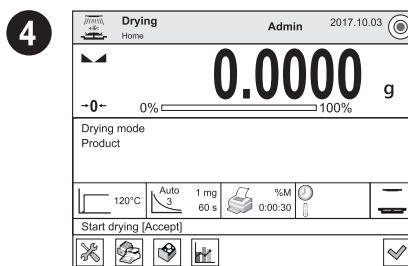 4
Drying
Home
Admin
2017.10.03
0.0000 g
→0←
0% 100%
Drying mode
Product
120°C
Auto
3
1 mg
60 s
%M
0:00:30
Start drying [Accept]